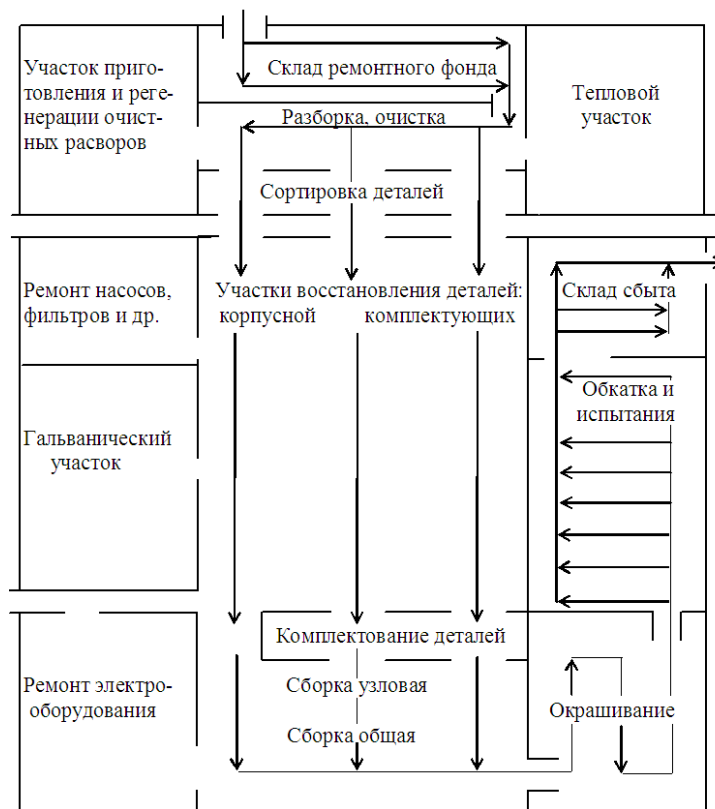 Участок приго-
товления и реге-
нерации очист-
ных расворов
Склад ремонтного фонда
Разборка, очистка
Тепловой
участок
Сортировка деталей
Ремонт насосов,
фильтров и др.
Участки восстановления деталей:
корпусной комплектующих
Склад сбыта
Обкатка и
испытания
Гальванический
участок
Комплектование деталей
Ремонт электро-
оборудования
Сборка узловая
Сборка общая
Окрашивание